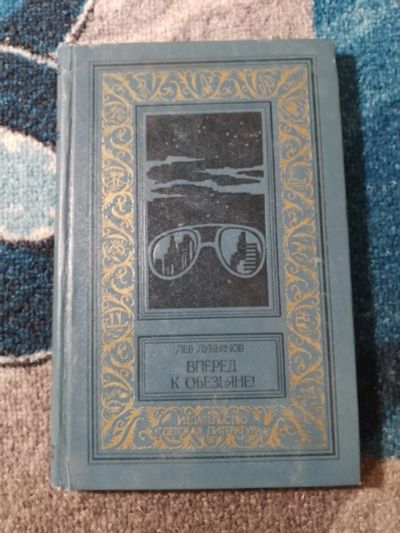 ЛЕВ ЛУКЬЯНОВ
ВПЕРЕД
К ОБЕЗЬЯНЕ!
ИЗДАТЕЛЬСТВО
"ДЕТСКАЯ ЛИТЕРАТУРА"